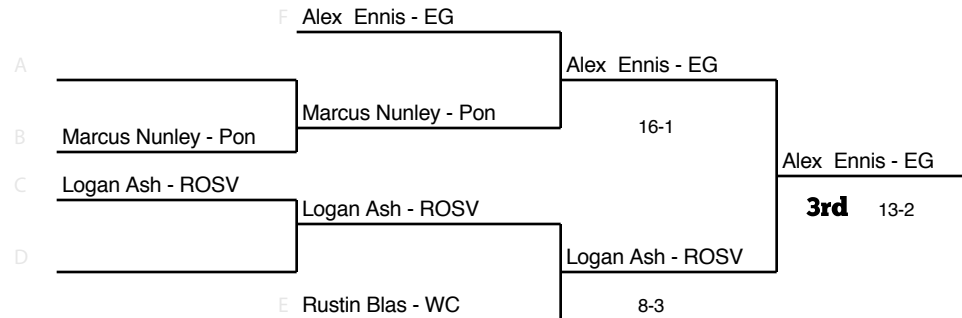 F Alex Ennis - EG
A
Alex Ennis - EG
Marcus Nunley - Pon
16-1
B Marcus Nunley - Pon
Alex Ennis - EG
C Logan Ash - ROSV
3rd 13-2
Logan Ash - ROSV
D
Logan Ash - ROSV
E Rustin Blas - WC
8-3